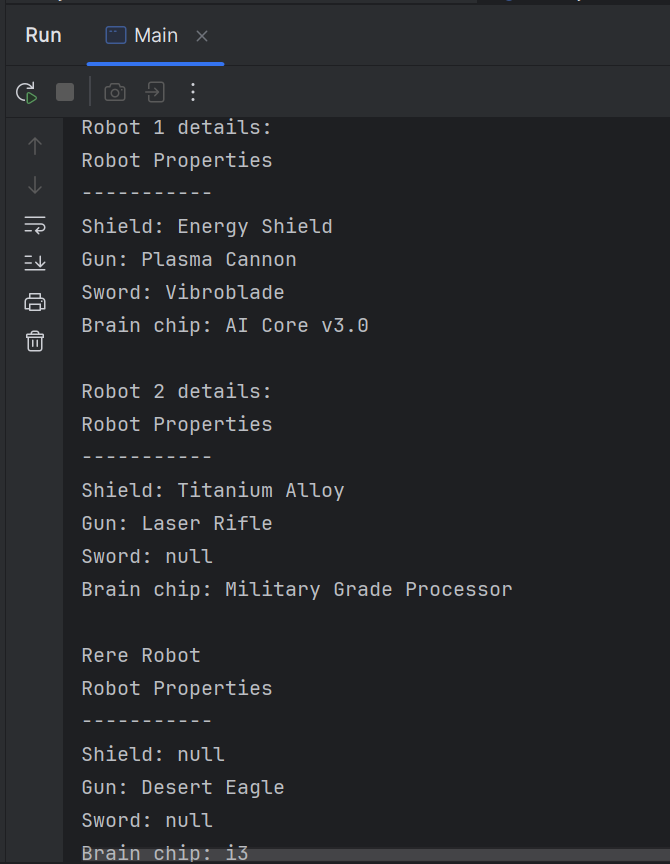 Run
Main
Robot 1 details:
Robot Properties
-----------
Shield: Energy Shield
Gun: Plasma Cannon
Sword: Vibroblade
Brain chip: AI Core v3.0
Robot 2 details:
Robot Properties
-----------
Shield: Titanium Alloy
Gun: Laser Rifle
Sword: null
Brain chip: Military Grade Processor
Rere Robot
Robot Properties
-----------
Shield: null
Gun: Desert Eagle
Sword: null
Brain chip: i3